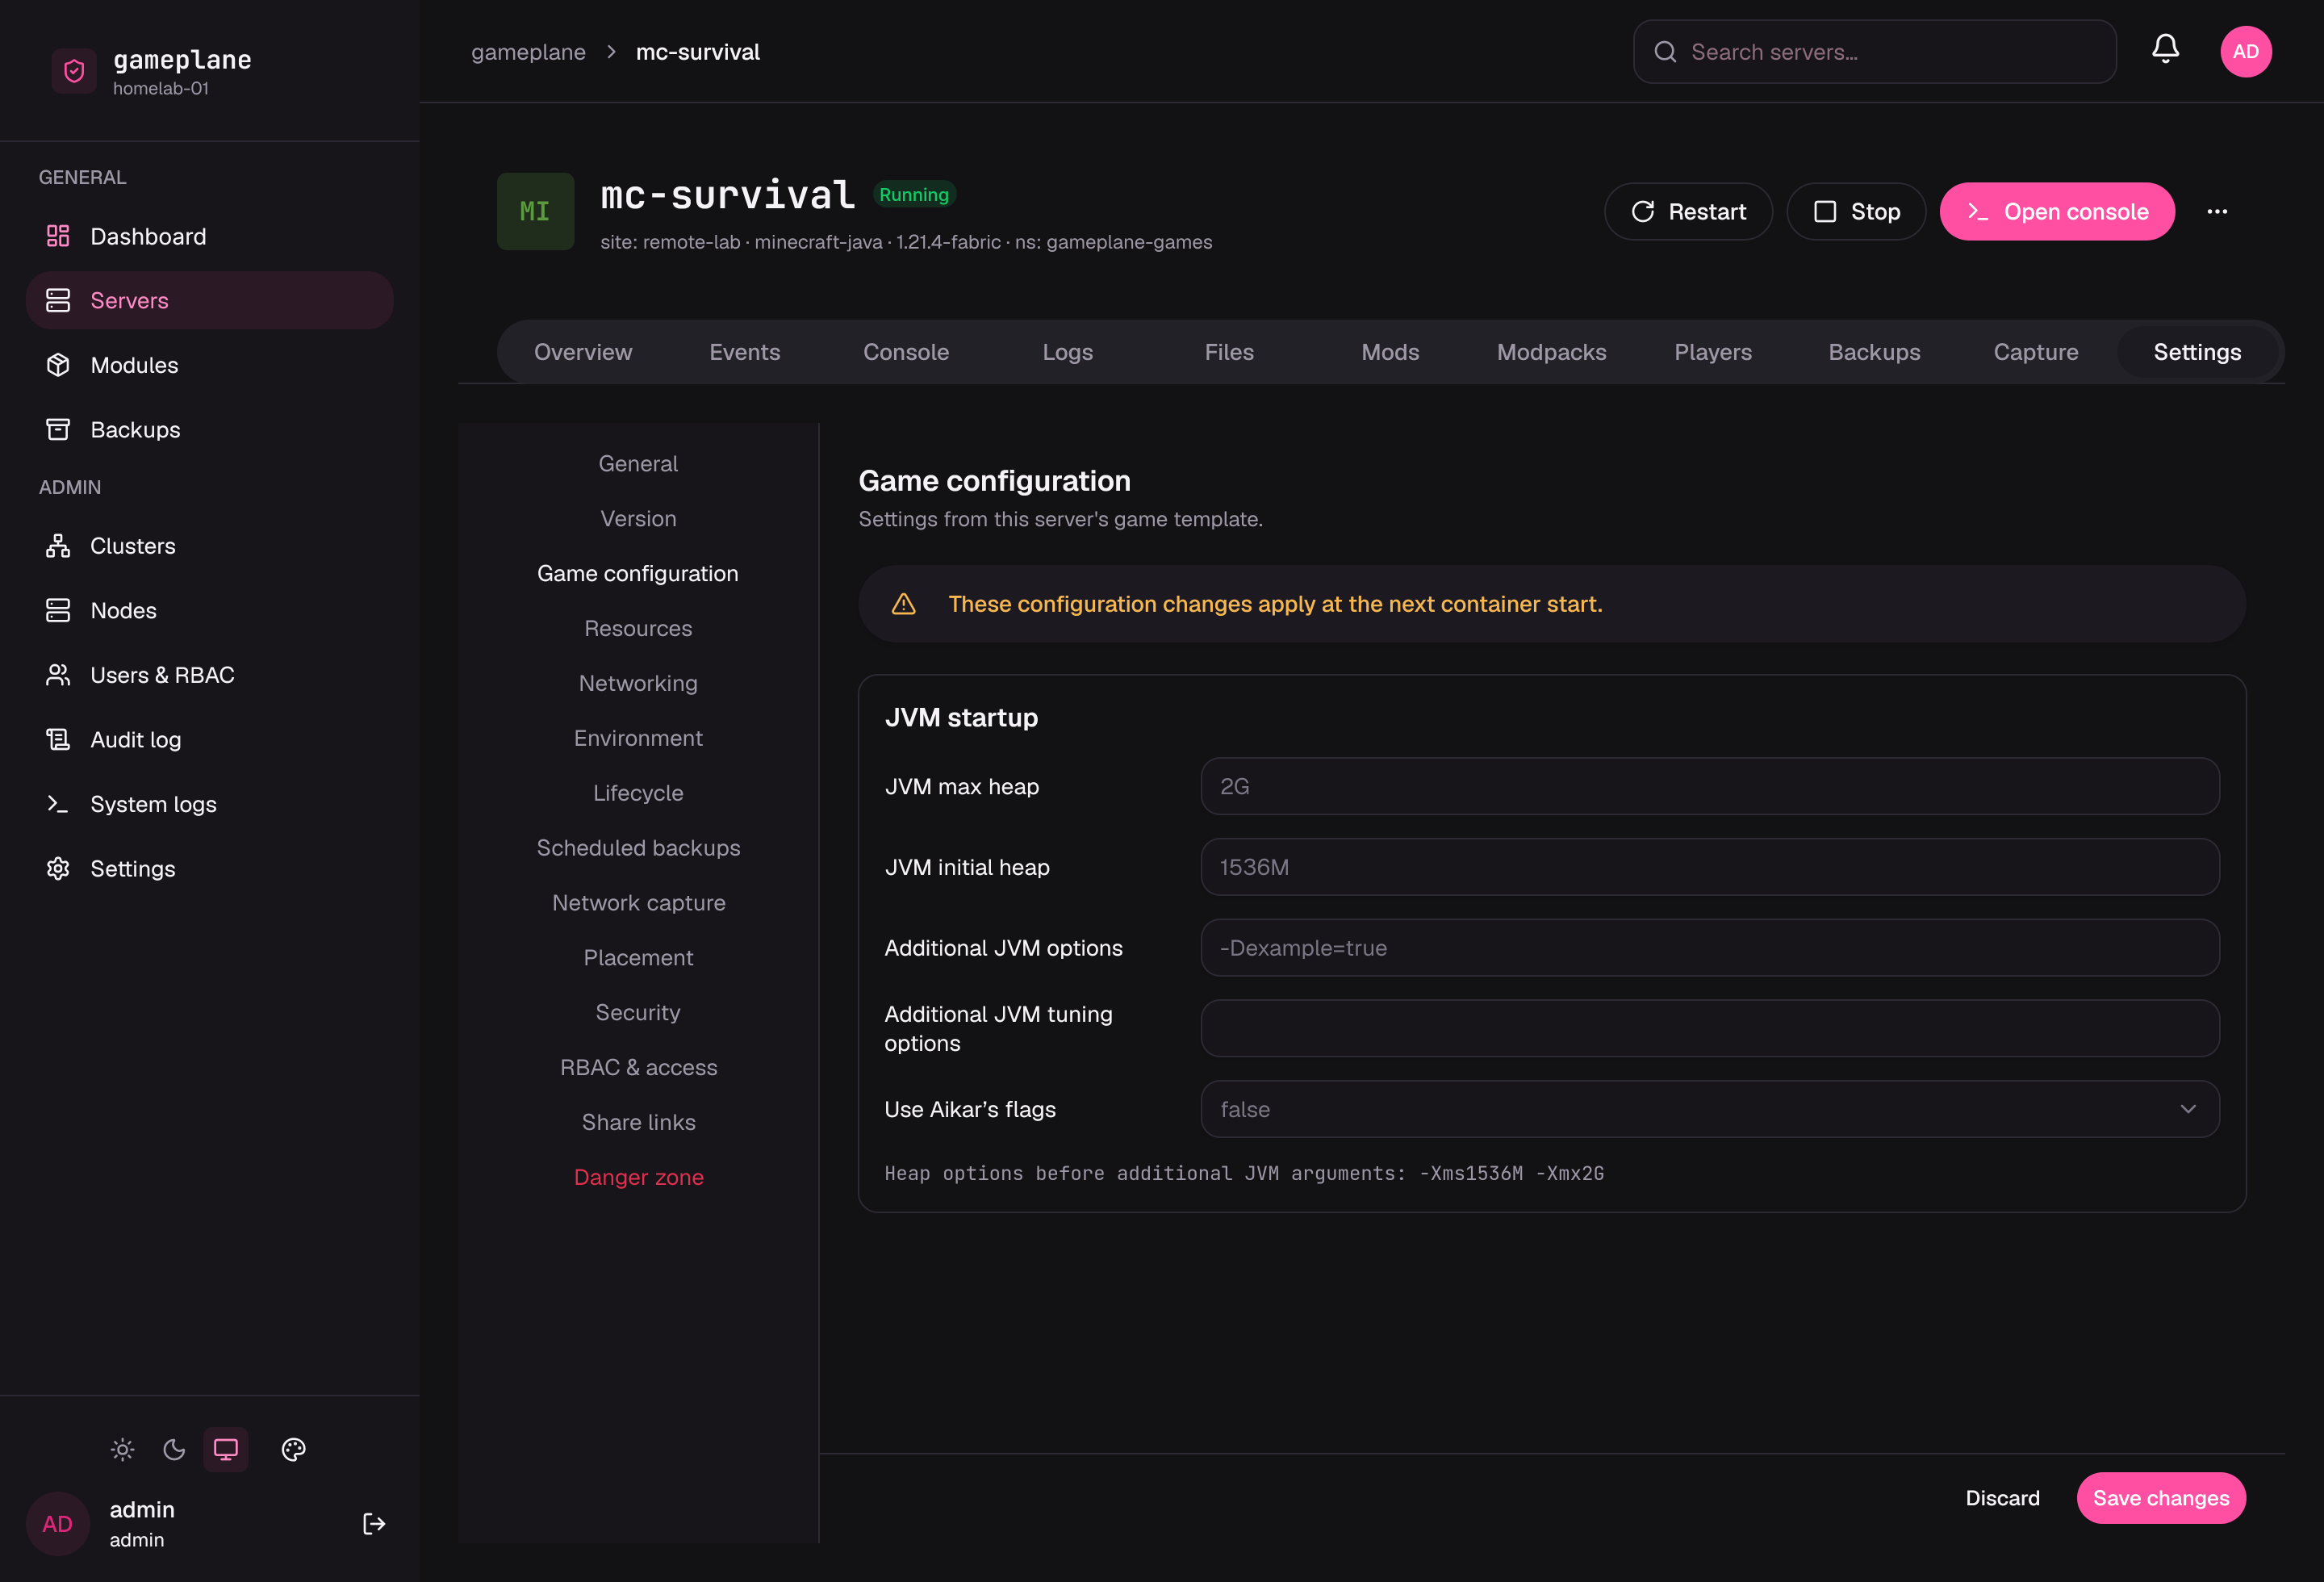 gameplane
homelab-01
GENERAL
Dashboard
Servers
Modules
Backups
ADMIN
Clusters
Nodes
Users & RBAC
Audit log
System logs
Settings
AD
admin
admin
gameplane
mc-survival
Search servers…
AD
MI
mc-survival
Running
site: remote-lab · minecraft-java · 1.21.4-fabric · ns: gameplane-games
Restart
Stop
Open console
Overview
Events
Console
Logs
Files
Mods
Modpacks
Players
Backups
Capture
Settings
General
Version
Game configuration
Resources
Networking
Environment
Lifecycle
Scheduled backups
Network capture
Placement
Security
RBAC & access
Share links
Danger zone
Game configuration
Settings from this server's game template.
These configuration changes apply at the next container start.
JVM startup
JVM max heap
2G
JVM initial heap
1536M
Additional JVM options
-Dexample=true
Additional JVM tuning
options
Use Aikar’s flags
false
Heap options before additional JVM arguments: -Xms1536M -Xmx2G
Discard
Save changes